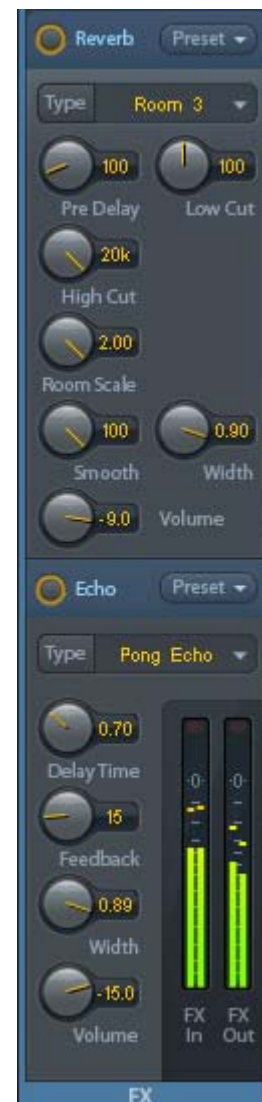 Reverb Preset
Type Room 3
100 100
Pre Delay Low Cut
20k
High Cut
2.00
Room Scale
100 0.90
Smooth Width
-9.0 Volume
Echo Preset
Type Pong Echo
0.70
Delay Time
-0- -0-
15
Feedback
0.89
Width
-15.0
Volume
FX FX
In Out
FX